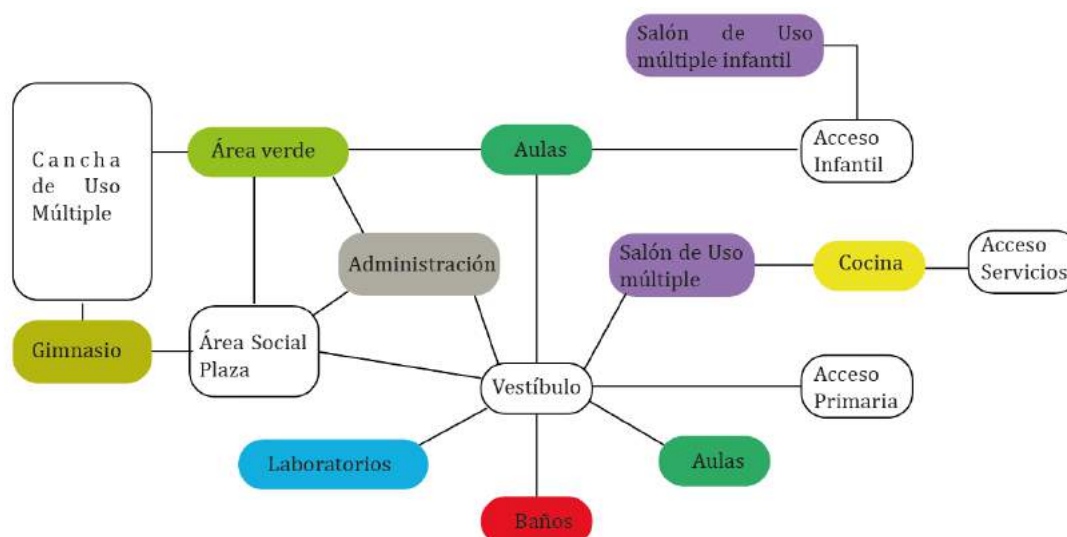 Salón de Uso
múltiple infantil
Cancha
de Uso
Múltiple
Área verde
Aulas
Acceso
Infantil
Administración
Salón de Uso
múltiple
Cocina
Acceso
Servicios
Gimnasio
Área Social
Plaza
Vestíbulo
Acceso
Primaria
Laboratorios
Aulas
Baños